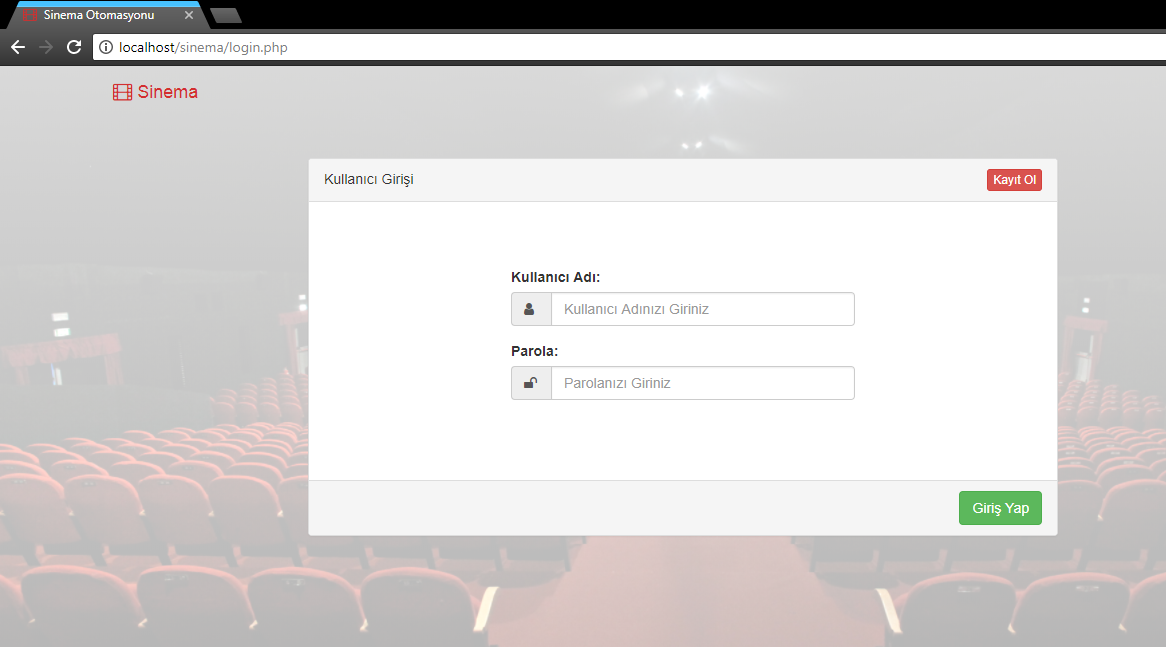 Sinema Otomasyonu
localhost/sinema/login.php
Sinema
Kullanıcı Girişi
Kayıt Ol
Kullanıcı Adı:
Kullanıcı Adınızı Giriniz
Parola:
Parolanızı Giriniz
Giriş Yap